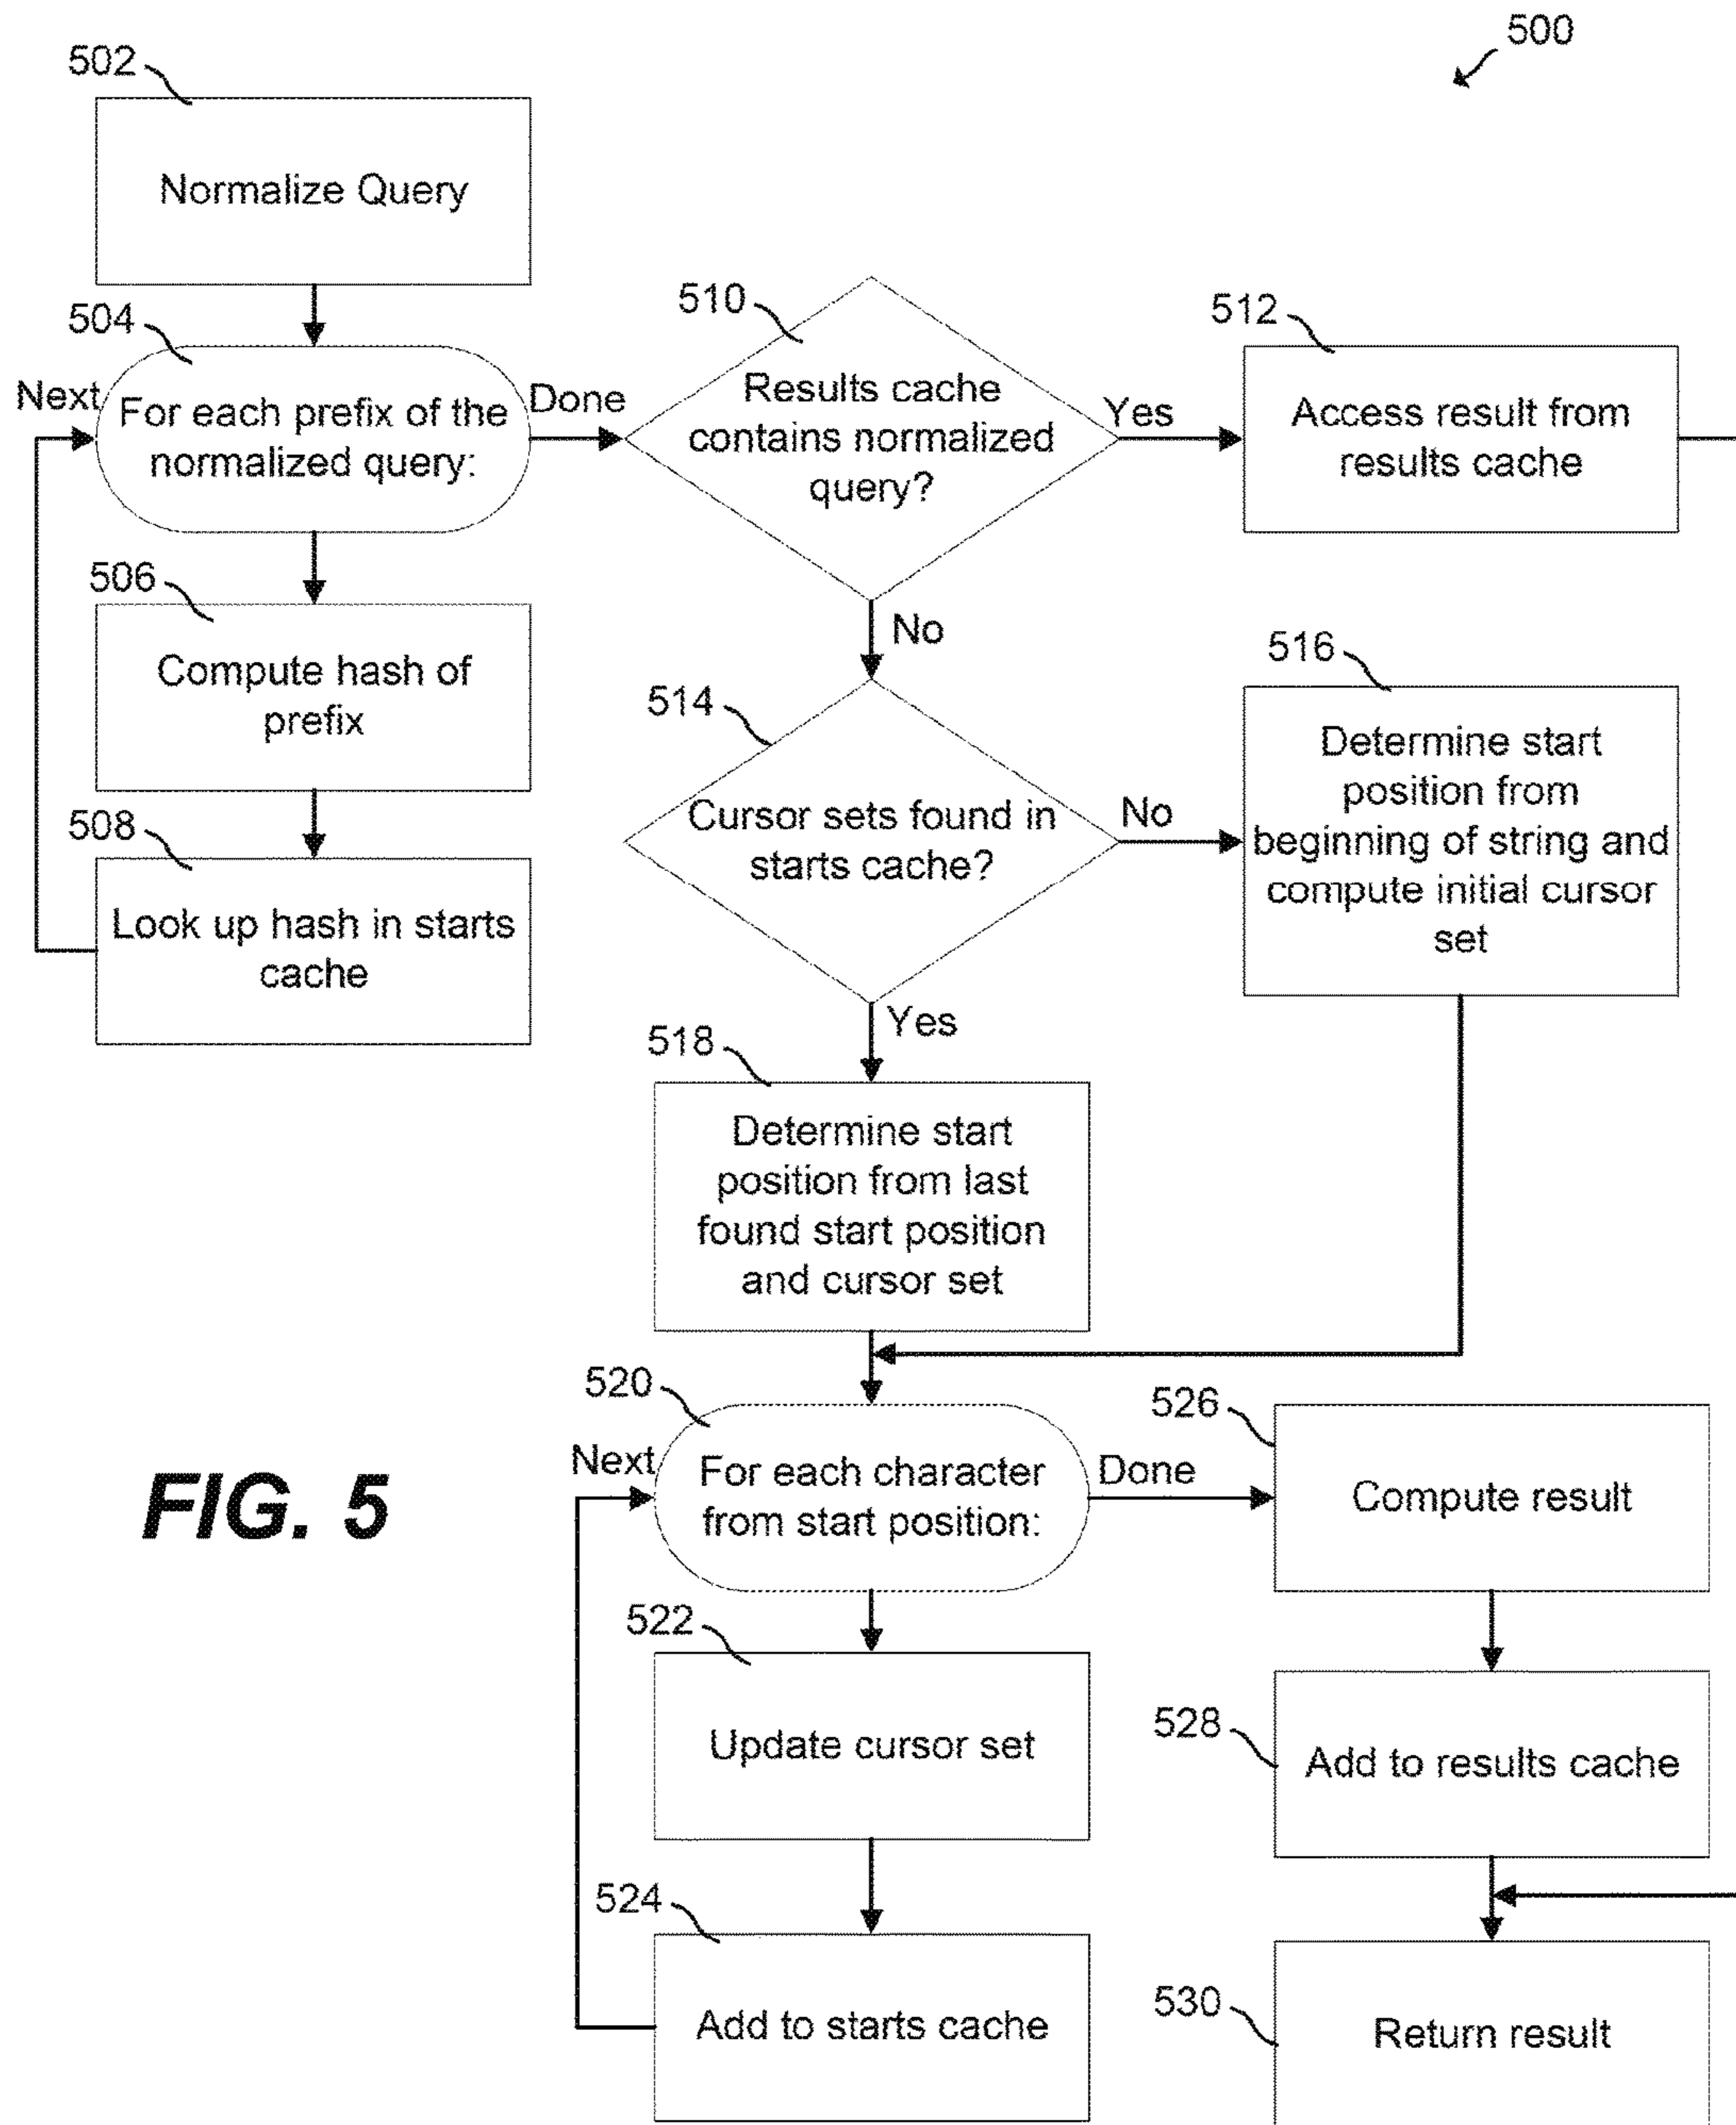 500
502
Normalize Query
504
Next
For each prefix of the
normalized query:
Done
506
Compute hash of
prefix
508
Look up hash in starts
cache
510
Results cache
contains normalized
query?
Yes
No
512
Access result from
results cache
514
Cursor sets found in
starts cache?
No
Yes
516
Determine start
position from
beginning of string and
compute initial cursor
set
518
Determine start
position from last
found start position
and cursor set
520
Next
For each character
from start position:
Done
522
Update cursor set
524
Add to starts cache
526
Compute result
528
Add to results cache
530
Return result
FIG. 5